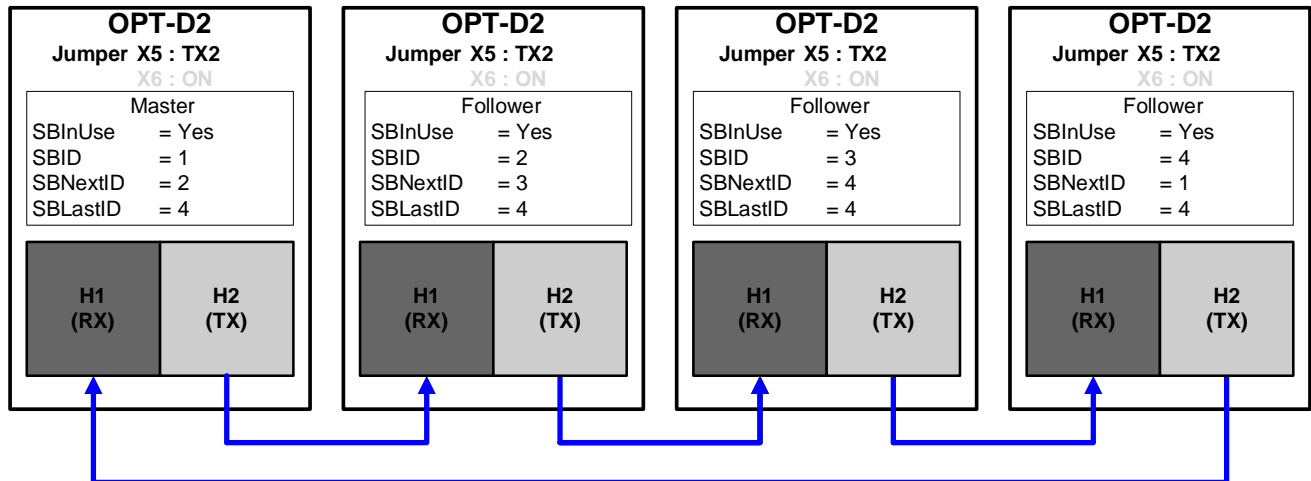 OPT-D2
Jumper X5 : TX2
X6 : ON
Master
SBInUse = Yes
SBID = 1
SBNextID = 2
SBLastID = 4
H1
(RX)
H2
(TX)
OPT-D2
Jumper X5 : TX2
X6 : ON
Follower
SBInUse = Yes
SBID = 2
SBNextID = 3
SBLastID = 4
H1
(RX)
H2
(TX)
OPT-D2
Jumper X5 : TX2
X6 : ON
Follower
SBInUse = Yes
SBID = 3
SBNextID = 4
SBLastID = 4
H1
(RX)
H2
(TX)
OPT-D2
Jumper X5 : TX2
X6 : ON
Follower
SBInUse = Yes
SBID = 4
SBNextID = 1
SBLastID = 4
H1
(RX)
H2
(TX)